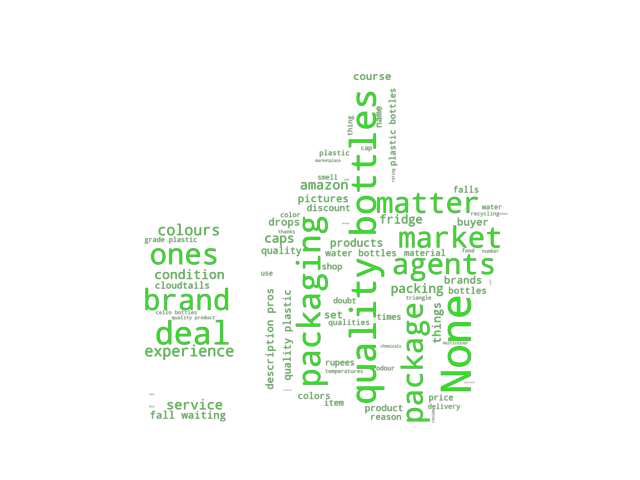 course
quality bottles
name
plastic bottles
thing
cap
plastic
marketplace
rating
smell
amazon
falls
pictures
matter
discount
water
recycling
color
drops
fridge
buyer
thanks
colours
caps
products
market
grade plastic
quality
water bottles
material
food
number
ones
packaging
shop
agents
condition
use
brands
cloudtails
packing
bottles
brand
description pros
quality plastic
doubt
triangle
things
None
cello bottles
set
times
package
quality product
qualities
deal
multicolour
experience
chemicals
rupees
temperatures
odour
colors
price
service
item
product
delivery
fall waiting
reason